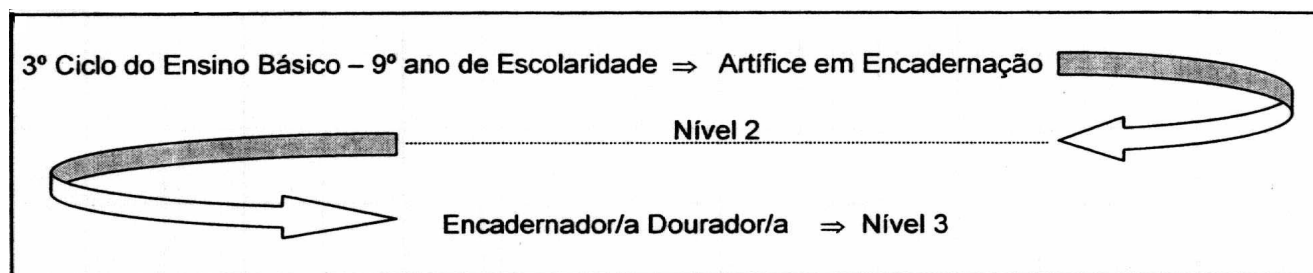 3º Ciclo do Ensino Básico – 9º ano de Escolaridade ⇒ Artífice em Encadernação
Nível 2
Encadernador/a Dourador/a ⇒ Nível 3